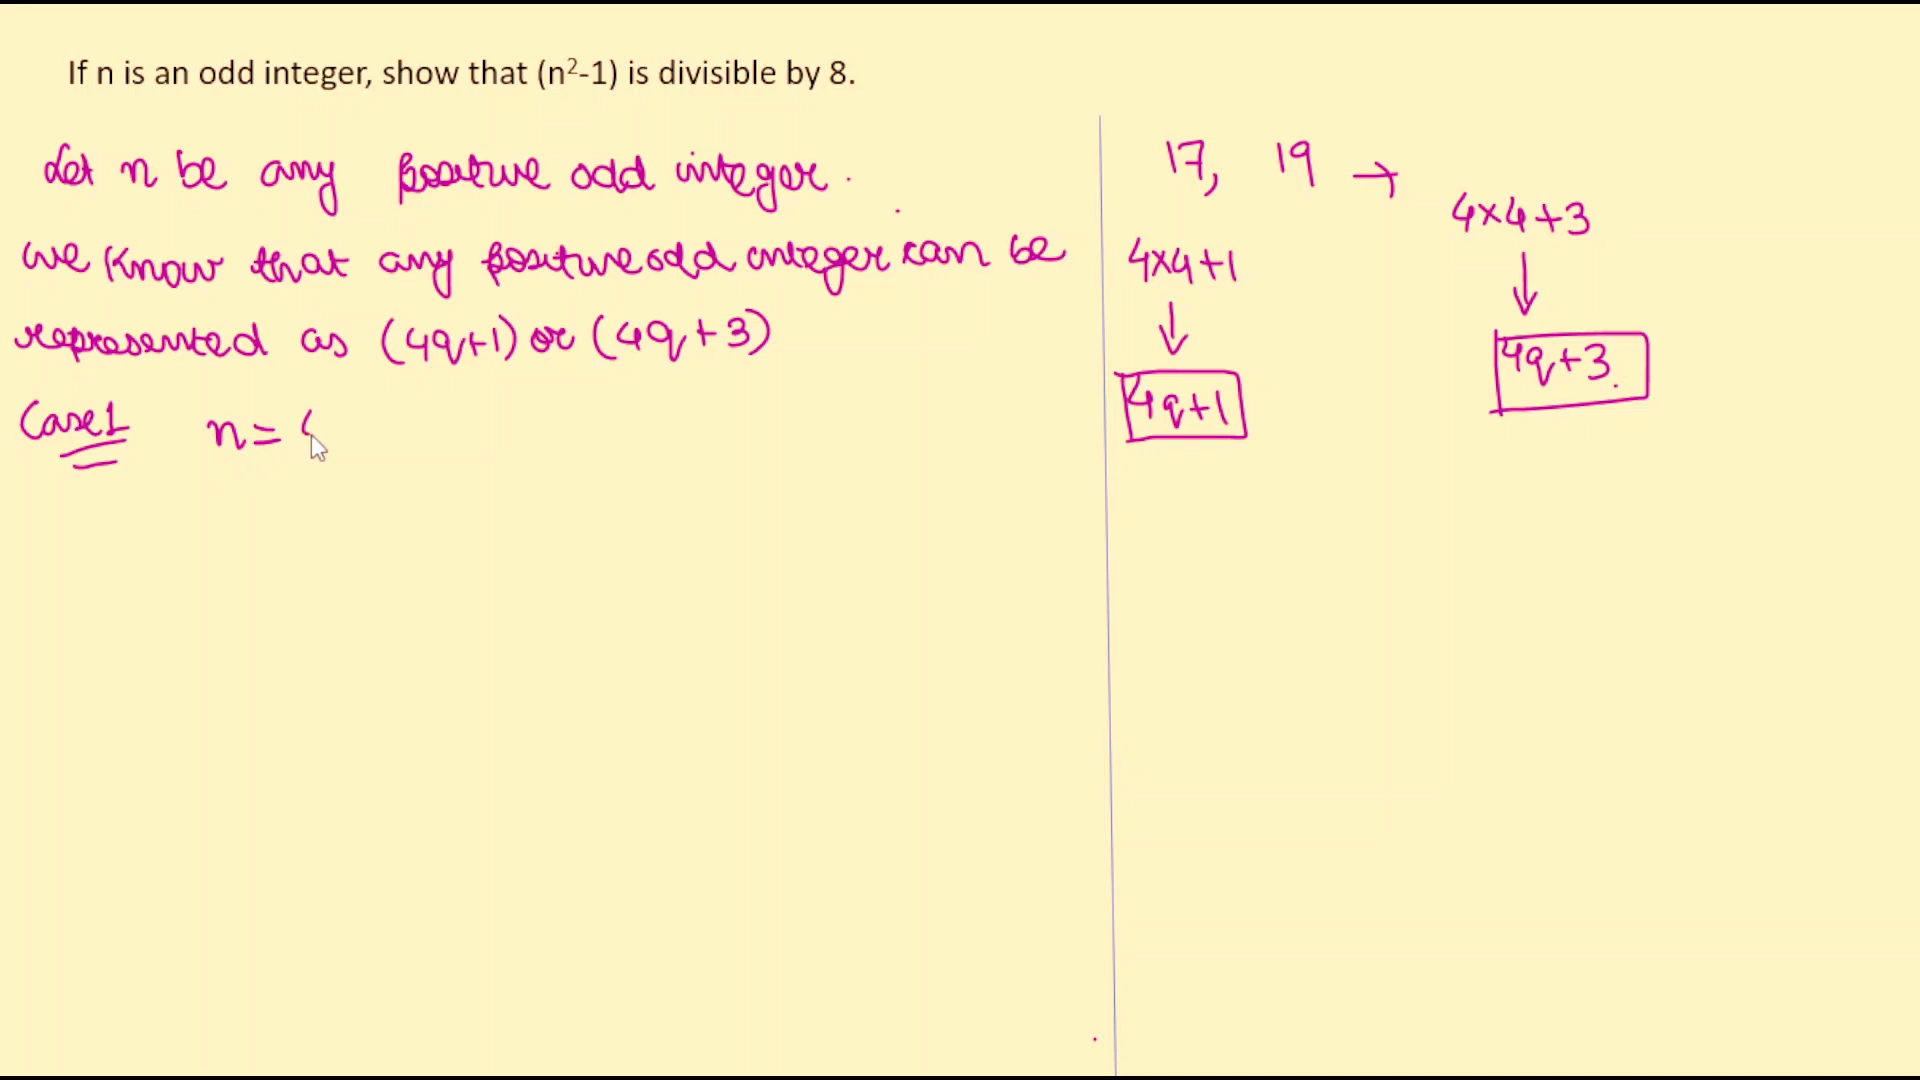 If n is an odd integer, show that (n²-1) is divisible by 8.
Let n be any positive odd integer.
we know that any positive odd integer can be
represented as (4q+1) or (4q+3)
Case 1 n=
17, 19 →
4×4+3
4×4+1
↓
↓
4q+3
4q+1